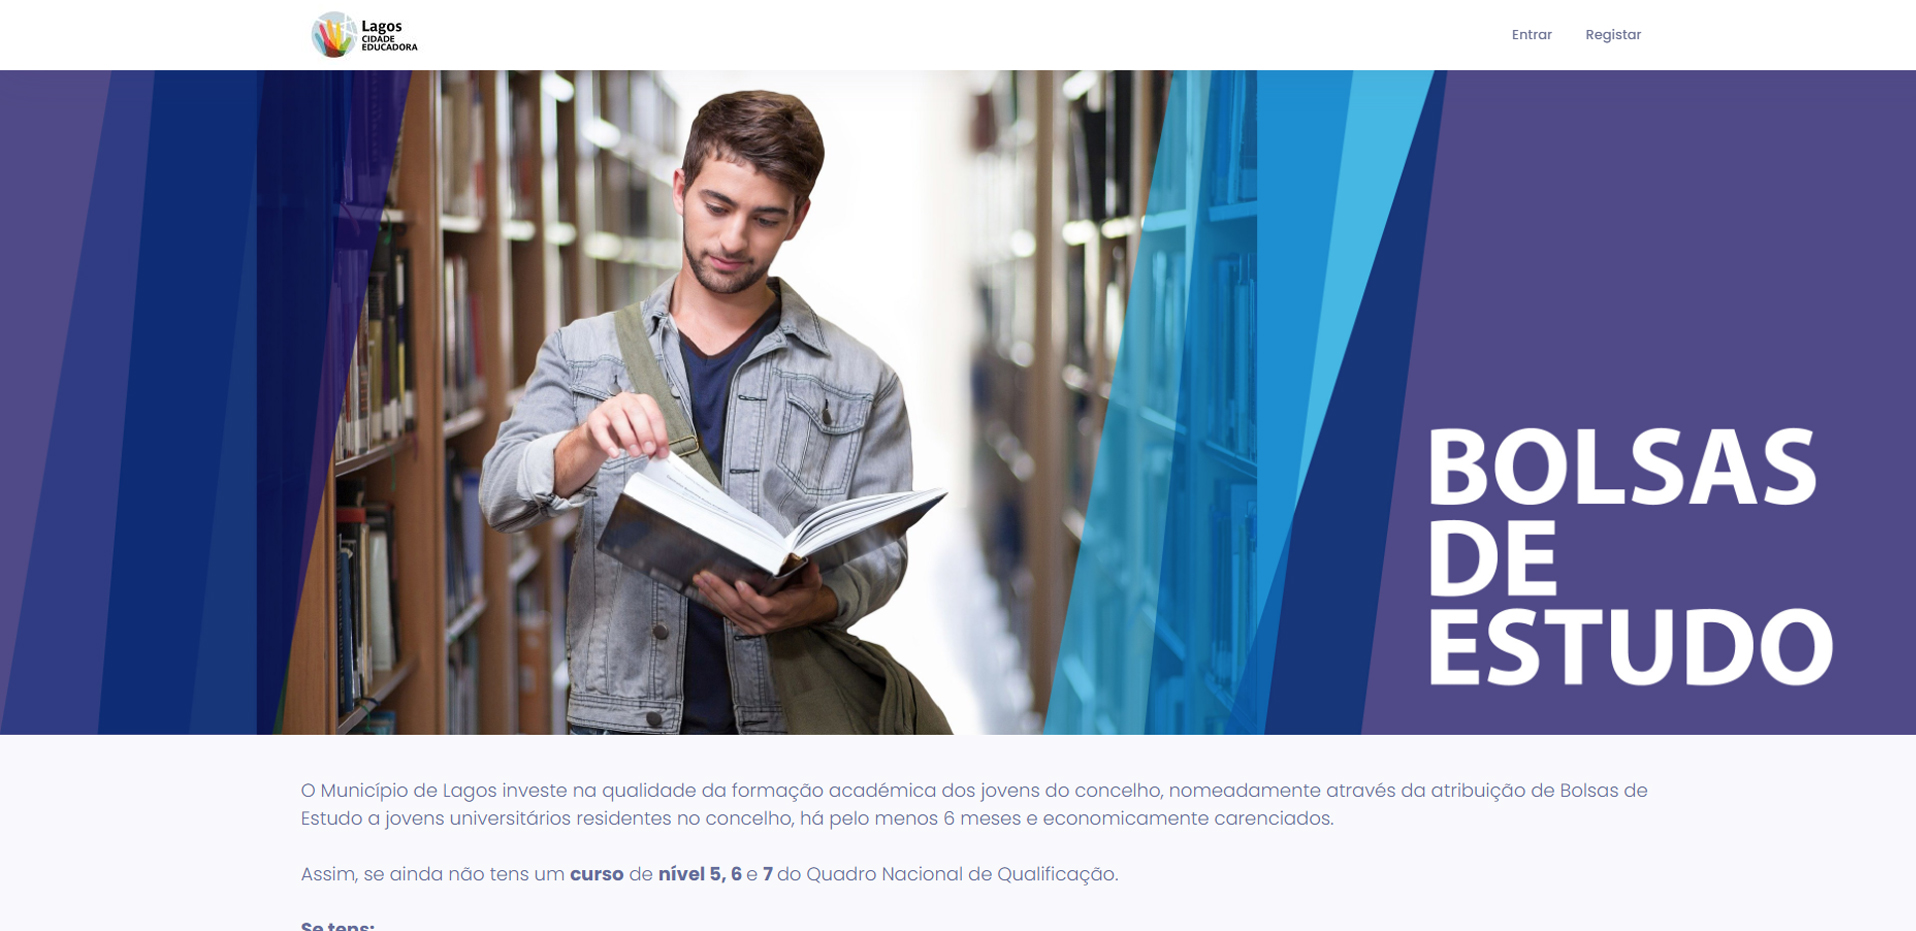 Lagos
CIDADE
EDUCADORA
Entrar
Registar
BOLSAS
DE
ESTUDO
O Município de Lagos investe na qualidade da formação académica dos jovens do concelho, nomeadamente através da atribuição de Bolsas de
Estudo a jovens universitários residentes no concelho, há pelo menos 6 meses e economicamente carenciados.
Assim, se ainda não tens um curso de nível 5, 6 e 7 do Quadro Nacional de Qualificação.
Se tens: